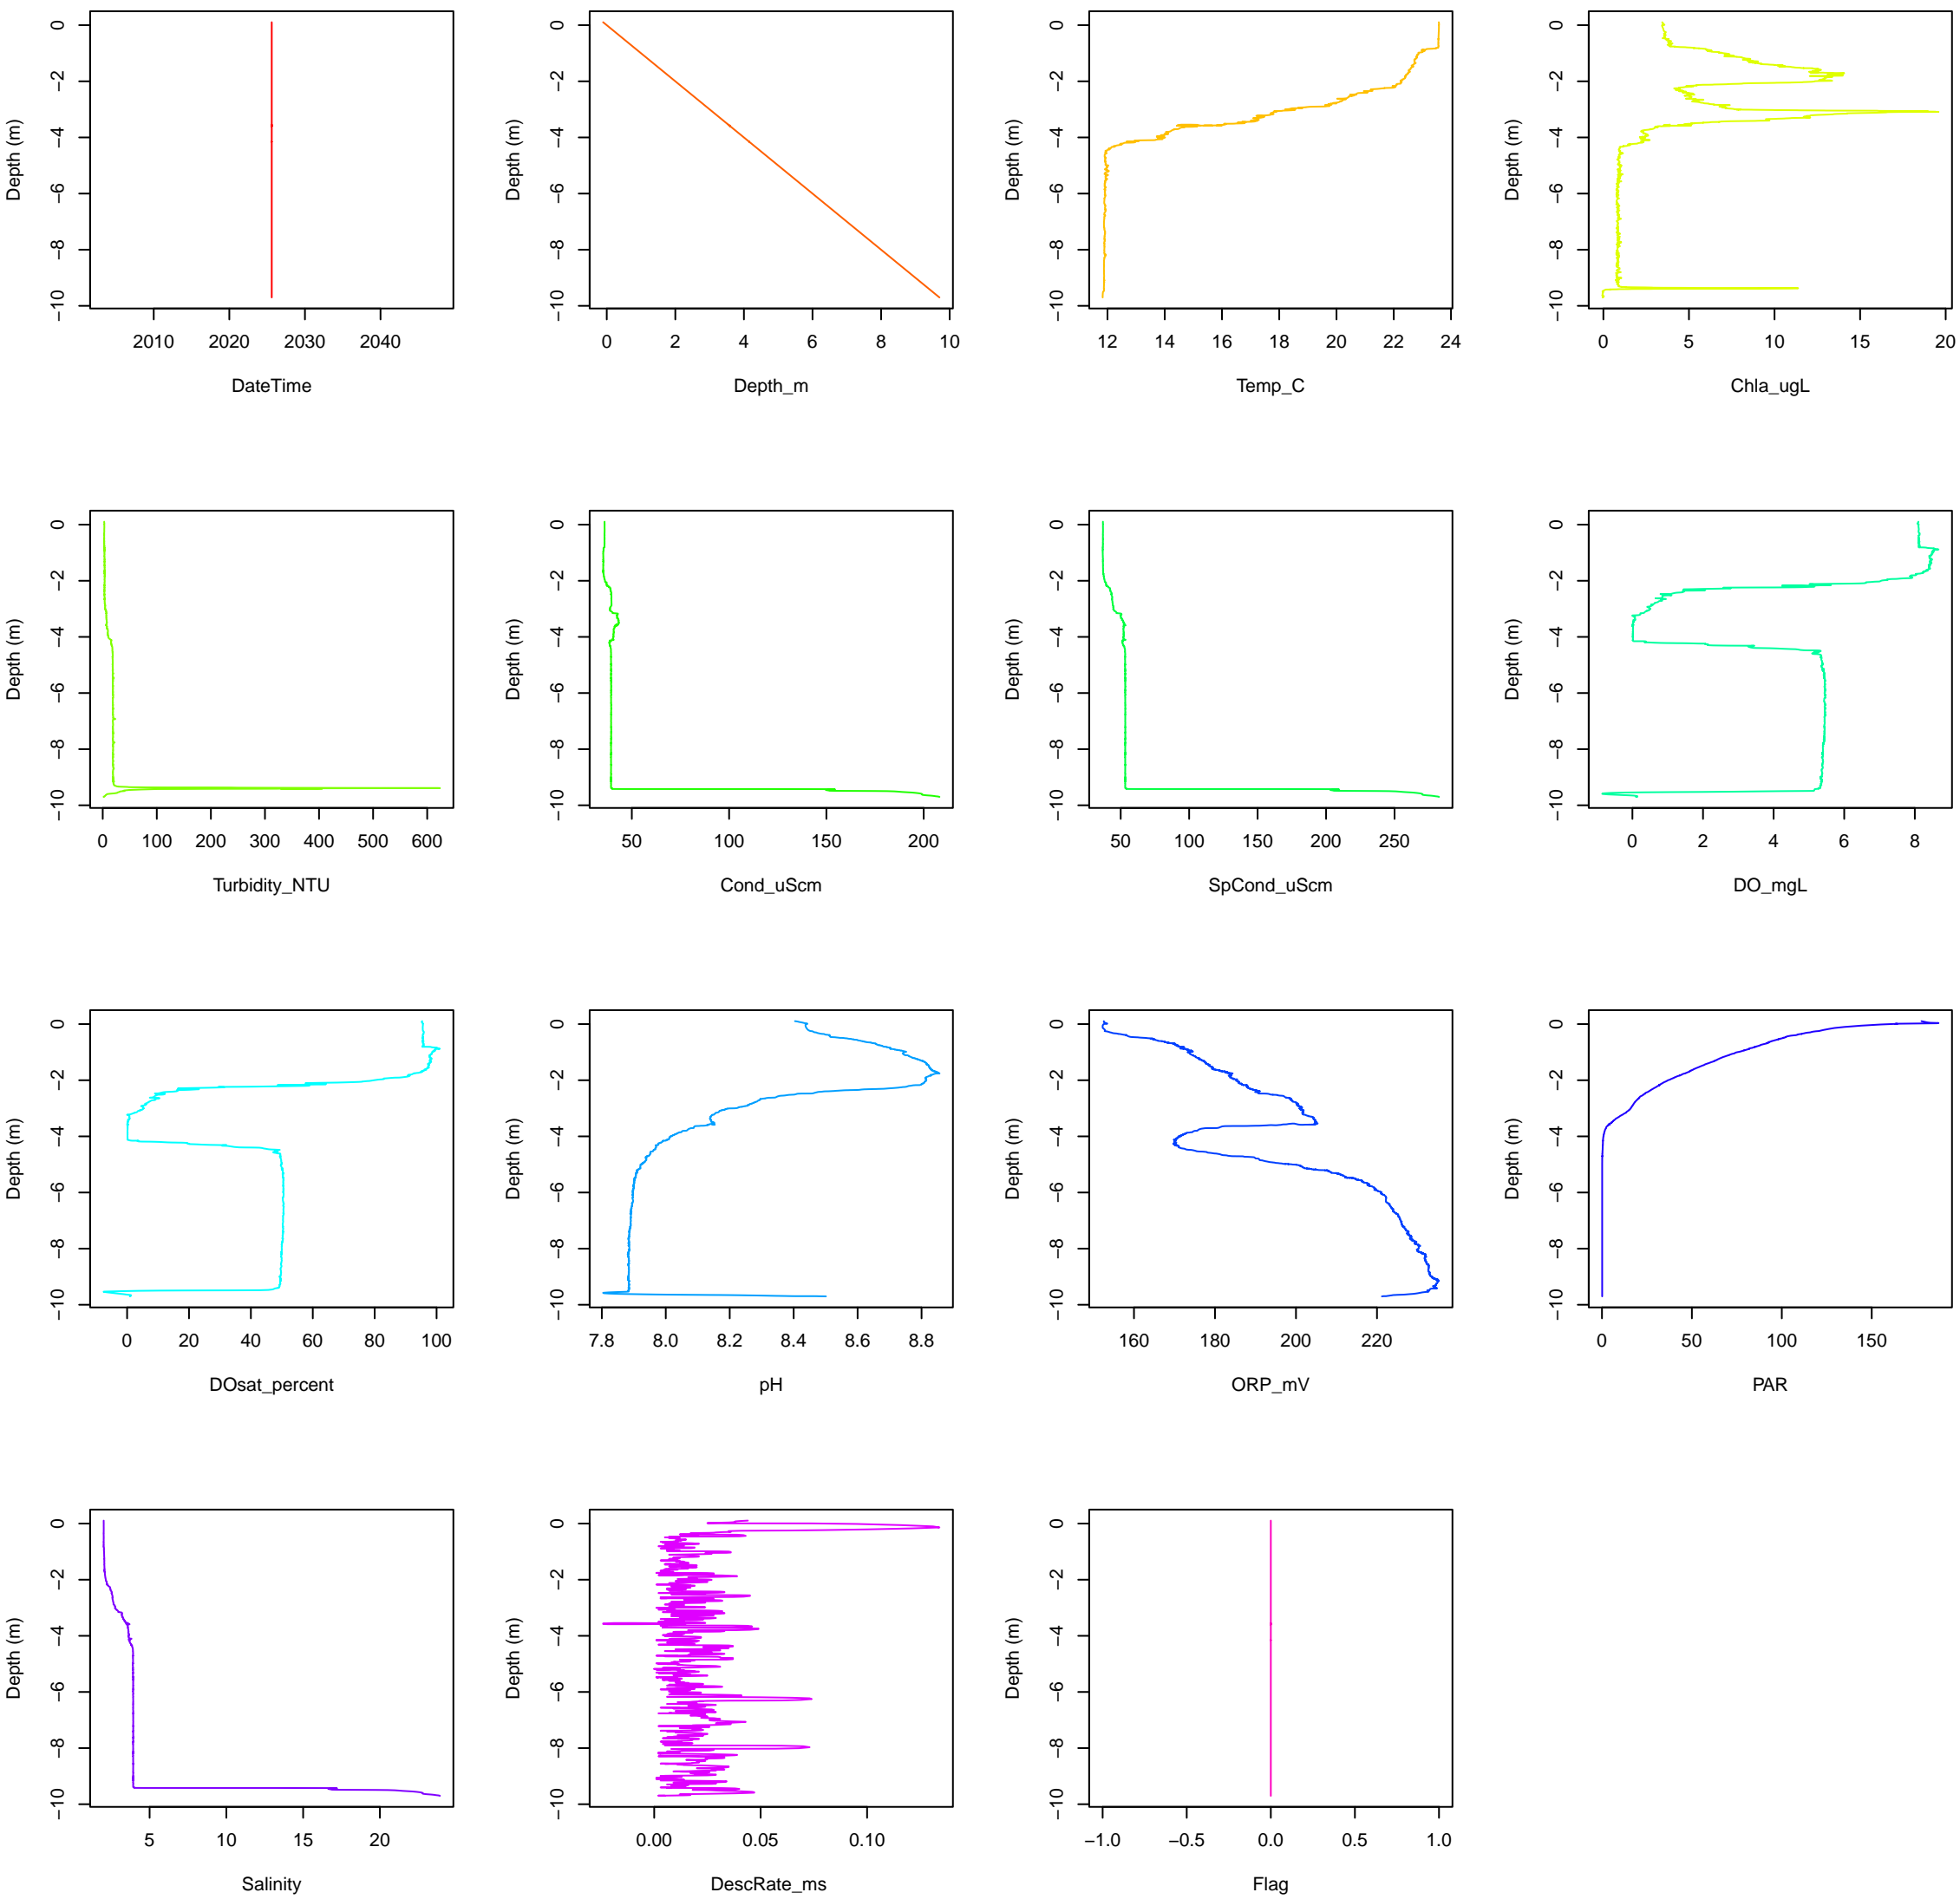 0 −2 −4 −6 −8 −10
Depth (m)
2010 2020 2030 2040
DateTime
0 −2 −4 −6 −8 −10
Depth (m)
0 2 4 6 8 10
Depth_m
0 −2 −4 −6 −8 −10
Depth (m)
12 14 16 18 20 22 24
Temp_C
0 −2 −4 −6 −8 −10
Depth (m)
0 5 10 15 20
Chla_ugL
0 −2 −4 −6 −8 −10
Depth (m)
0 100 200 300 400 500 600
Turbidity_NTU
0 −2 −4 −6 −8 −10
Depth (m)
50 100 150 200
Cond_uScm
0 −2 −4 −6 −8 −10
Depth (m)
50 100 150 200 250
SpCond_uScm
0 −2 −4 −6 −8 −10
Depth (m)
0 2 4 6 8
DO_mgL
0 −2 −4 −6 −8 −10
Depth (m)
0 20 40 60 80 100
DOsat_percent
0 −2 −4 −6 −8 −10
Depth (m)
7.8 8.0 8.2 8.4 8.6 8.8
pH
0 −2 −4 −6 −8 −10
Depth (m)
160 180 200 220
ORP_mV
0 −2 −4 −6 −8 −10
Depth (m)
0 50 100 150
PAR
0 −2 −4 −6 −8 −10
Depth (m)
5 10 15 20
Salinity
0 −2 −4 −6 −8 −10
Depth (m)
0.00 0.05 0.10
DescRate_ms
0 −2 −4 −6 −8 −10
Depth (m)
−1.0 −0.5 0.0 0.5 1.0
Flag